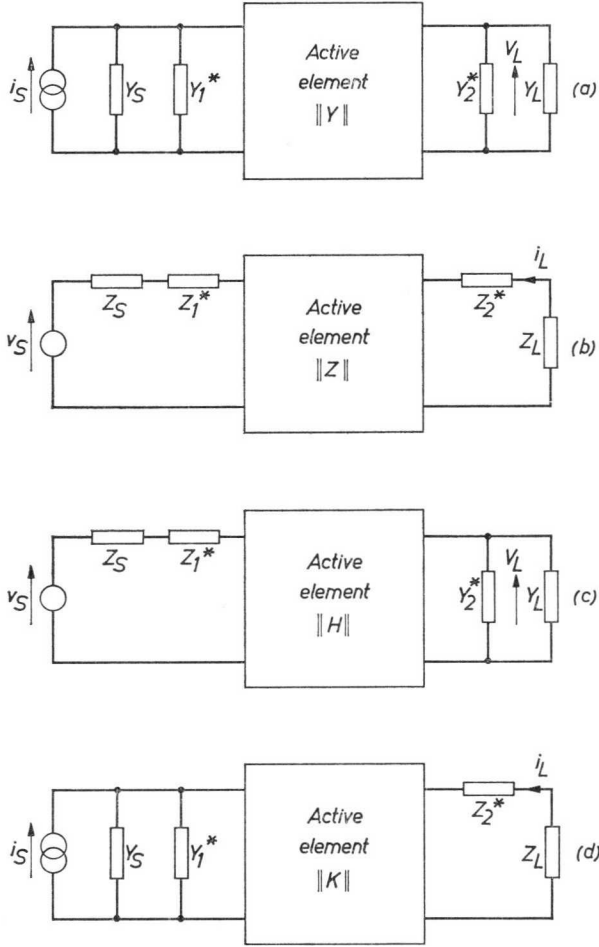 Active
element
‖Y‖
i_S
Y_S
Y_1*
Y_2*
V_L
Y_L
(a)
Active
element
‖Z‖
v_S
Z_S
Z_1*
Z_2*
i_L
Z_L
(b)
Active
element
‖H‖
v_S
Z_S
Z_1*
Y_2*
V_L
Y_L
(c)
Active
element
‖K‖
i_S
Y_S
Y_1*
Z_2*
i_L
Z_L
(d)